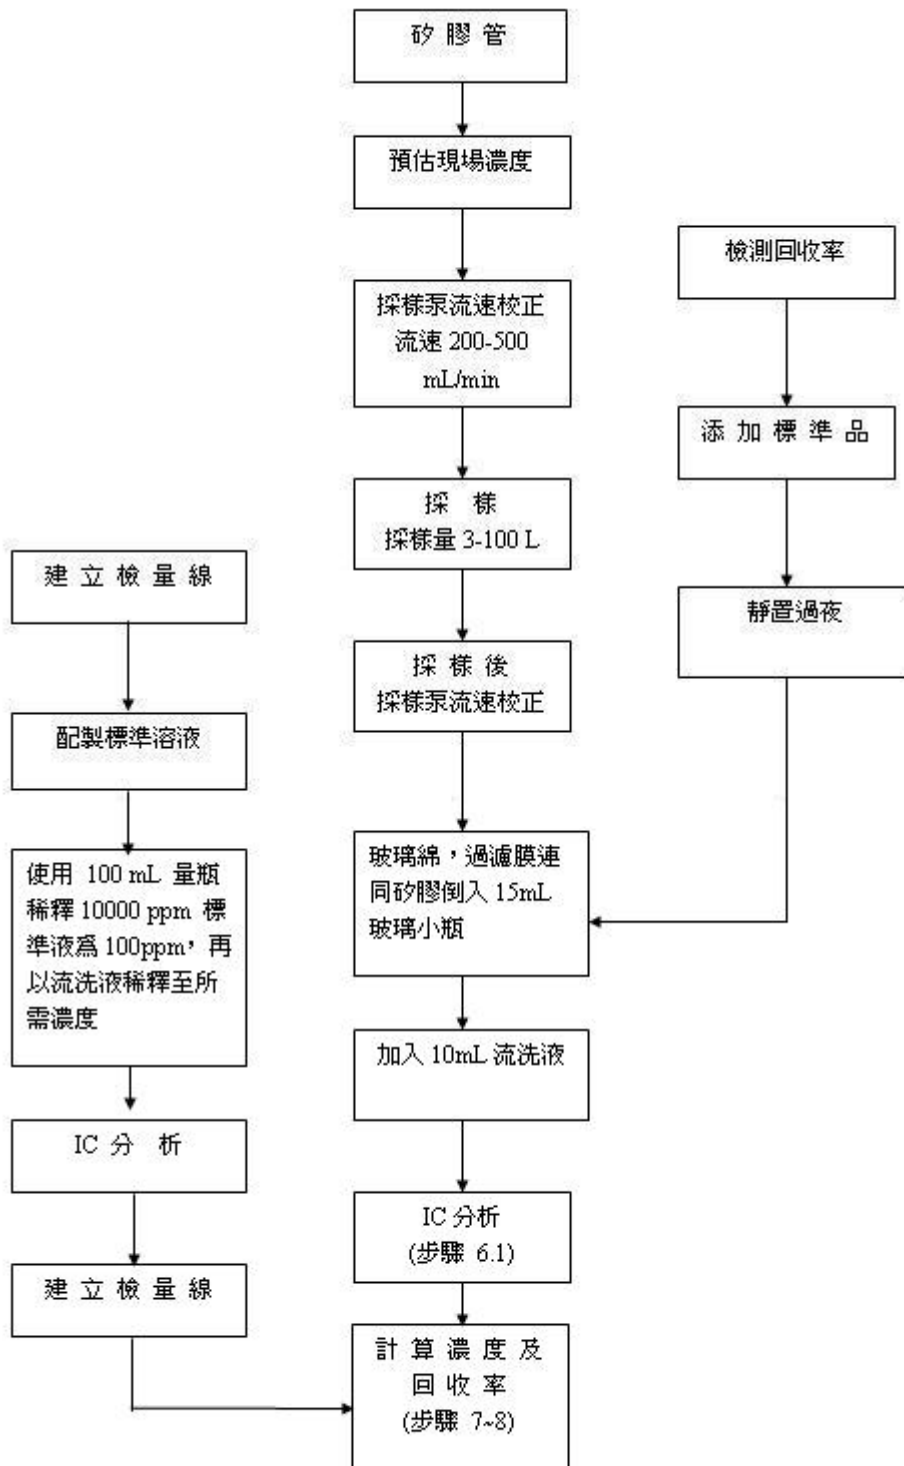 矽 膠 管
預估現場濃度
採樣泵流速校正
流速 200-500
mL/min
採 樣
採樣量 3-100 L
採 樣 後
採樣泵流速校正
玻璃綿，過濾膜連
同矽膠倒入 15mL
玻璃小瓶
加入 10mL 流洗液
IC 分析
(步驟 6.1)
計 算 濃 度 及
回 收 率
(步驟 7~8)
檢測回收率
添 加 標 準 品
靜置過夜
建 立 檢 量 線
配製標準溶液
使用 100 mL 量瓶
稀釋 10000 ppm 標
準液爲 100ppm，再
以流洗液稀釋至所
需濃度
IC 分 析
建 立 檢 量 線